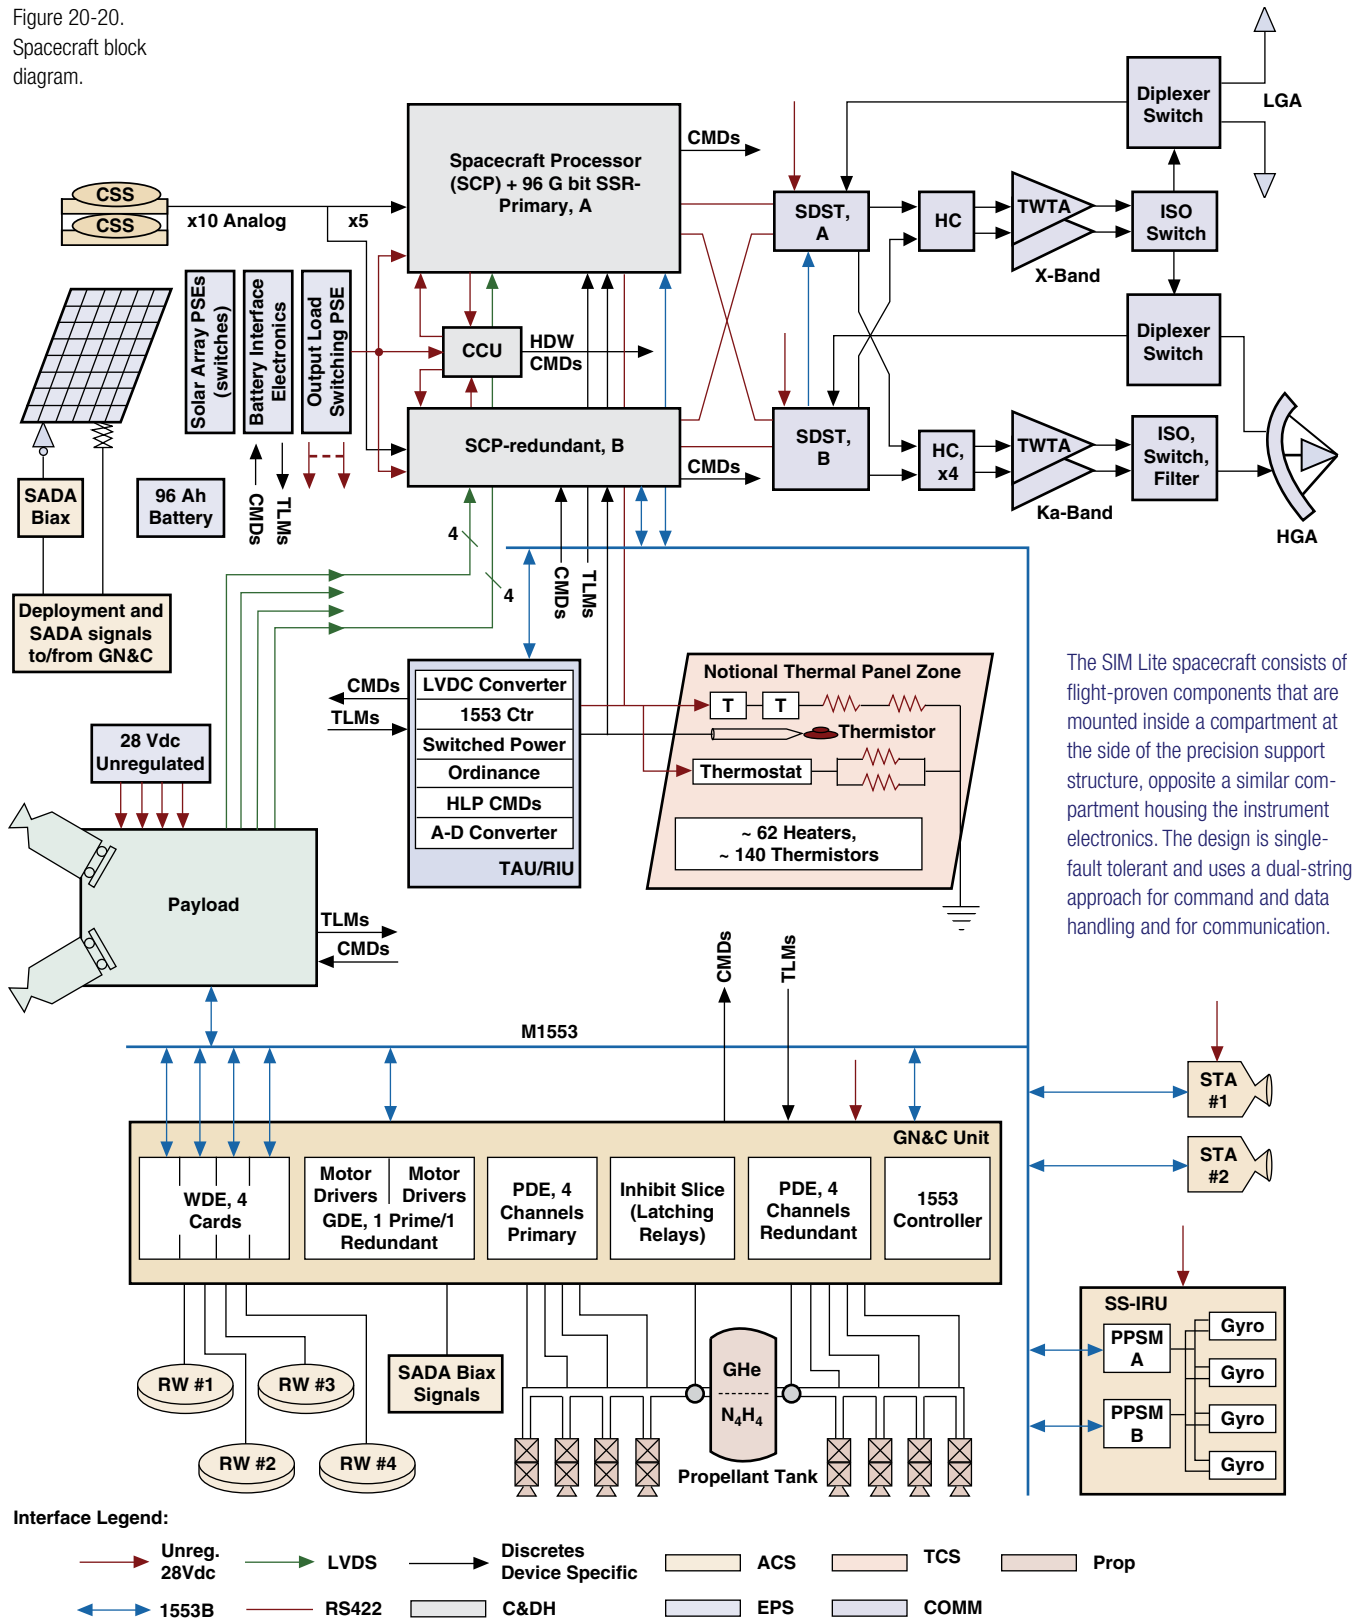 Figure 20-20.
Spacecraft block
diagram.
CSS
CSS
x10 Analog
x5
Spacecraft Processor
(SCP) + 96 G bit SSR-
Primary, A
CMDs
SDST,
A
HC
TWTA
X-Band
ISO
Switch
Diplexer
Switch
LGA
Solar Array PSEs
(switches)
Battery Interface
Electronics
Output Load
Switching PSE
CCU
HDW
CMDs
Diplexer
Switch
SCP-redundant, B
CMDs
SDST,
B
HC,
x4
TWTA
Ka-Band
ISO,
Switch,
Filter
HGA
SADA
Biax
96 Ah
Battery
CMDs
TLMs
4
4
CMDs
TLMs
Deployment and
SADA signals
to/from GN&C
CMDs
TLMs
LVDC Converter
1553 Ctr
Switched Power
Ordinance
HLP CMDs
A-D Converter
TAU/RIU
Notional Thermal Panel Zone
T
T
Thermistor
Thermostat
~ 62 Heaters,
~ 140 Thermistors
The SIM Lite spacecraft consists of
flight-proven components that are
mounted inside a compartment at
the side of the precision support
structure, opposite a similar com-
partment housing the instrument
electronics. The design is single-
fault tolerant and uses a dual-string
approach for command and data
handling and for communication.
28 Vdc
Unregulated
Payload
TLMs
CMDs
CMDs
TLMs
M1553
STA
#1
STA
#2
GN&C Unit
WDE, 4
Cards
Motor
Drivers
Motor
Drivers
GDE, 1 Prime/1
Redundant
PDE, 4
Channels
Primary
Inhibit Slice
(Latching
Relays)
PDE, 4
Channels
Redundant
1553
Controller
SS-IRU
PPSM
A
PPSM
B
Gyro
Gyro
Gyro
Gyro
RW #1
RW #3
RW #2
RW #4
SADA Biax
Signals
GHe
N4H4
Propellant Tank
Interface Legend:
Unreg.
28Vdc
LVDS
Discretes
Device Specific
ACS
TCS
Prop
1553B
RS422
C&DH
EPS
COMM